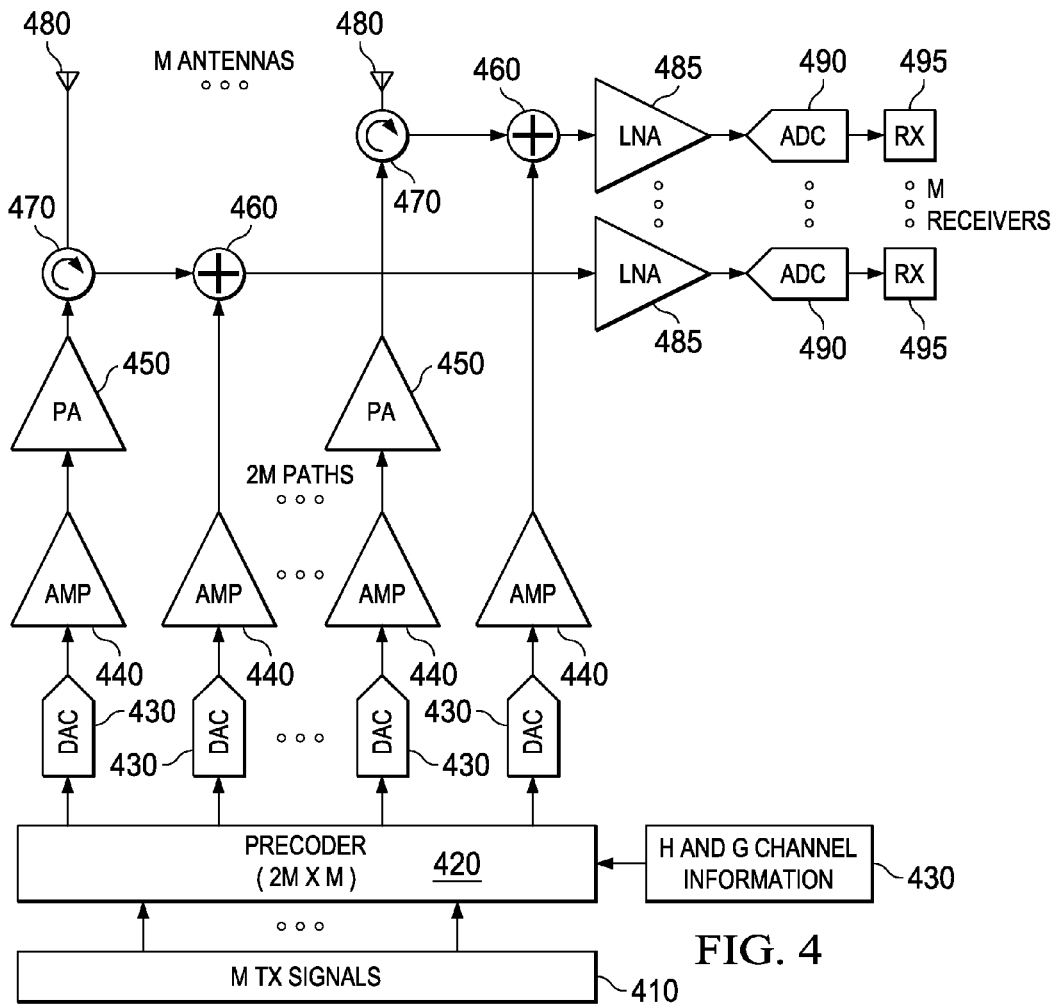 480
M ANTENNAS
480
460
485
490
495
LNA
ADC
RX
470
460
470
M
RECEIVERS
LNA
ADC
RX
485
490
495
450
450
PA
PA
2M PATHS
AMP
AMP
AMP
AMP
440
440
440
440
DAC
430
430
DAC
DAC
430
430
DAC
PRECODER
( 2M X M )
420
H AND G CHANNEL
INFORMATION
430
M TX SIGNALS
410
FIG. 4